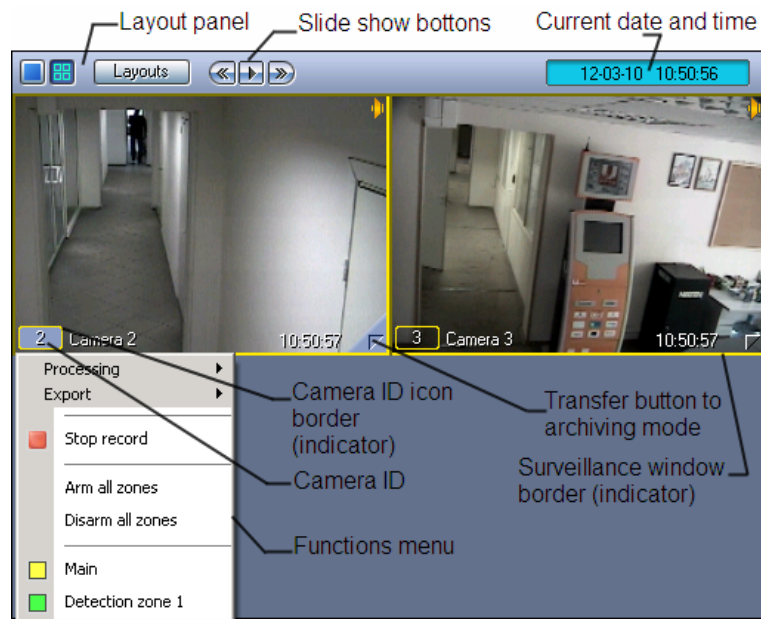 Layout panel
Slide show bottons
Current date and time
Layouts
12-03-10 10:50:56
2 Camera 2 10:50:57
3 Camera 3 10:50:57
Processing
Export
Stop record
Arm all zones
Disarm all zones
Main
Detection zone 1
Camera ID icon
border
(indicator)
Camera ID
Functions menu
Transfer button to
archiving mode
Surveillance window
border (indicator)